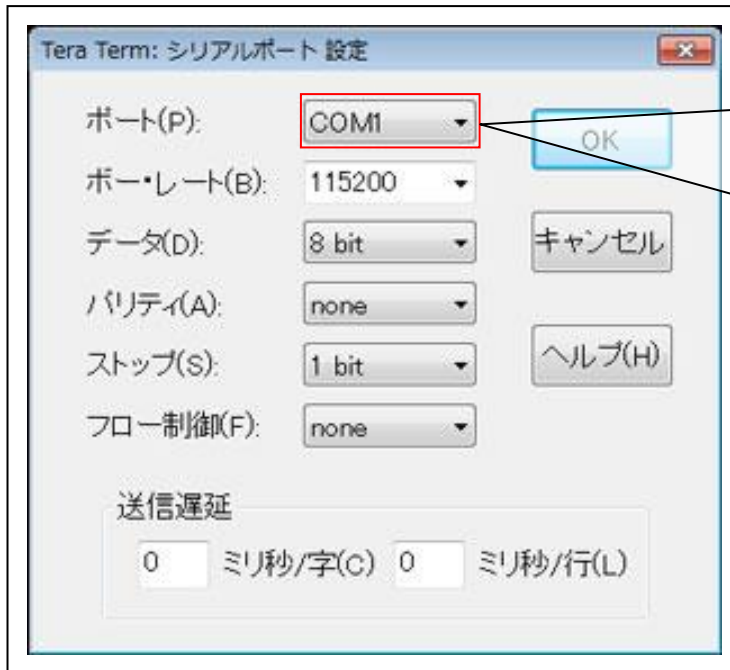 Tera Term: シリアルポート 設定
ポート(P): COM1 OK
ボー・レート(B): 115200
データ(D): 8 bit キャンセル
パリティ(A): none
ストップ(S): 1 bit ヘルプ(H)
フロー制御(F): none
送信遅延
0 ミリ秒/字(C) 0 ミリ秒/行(L)